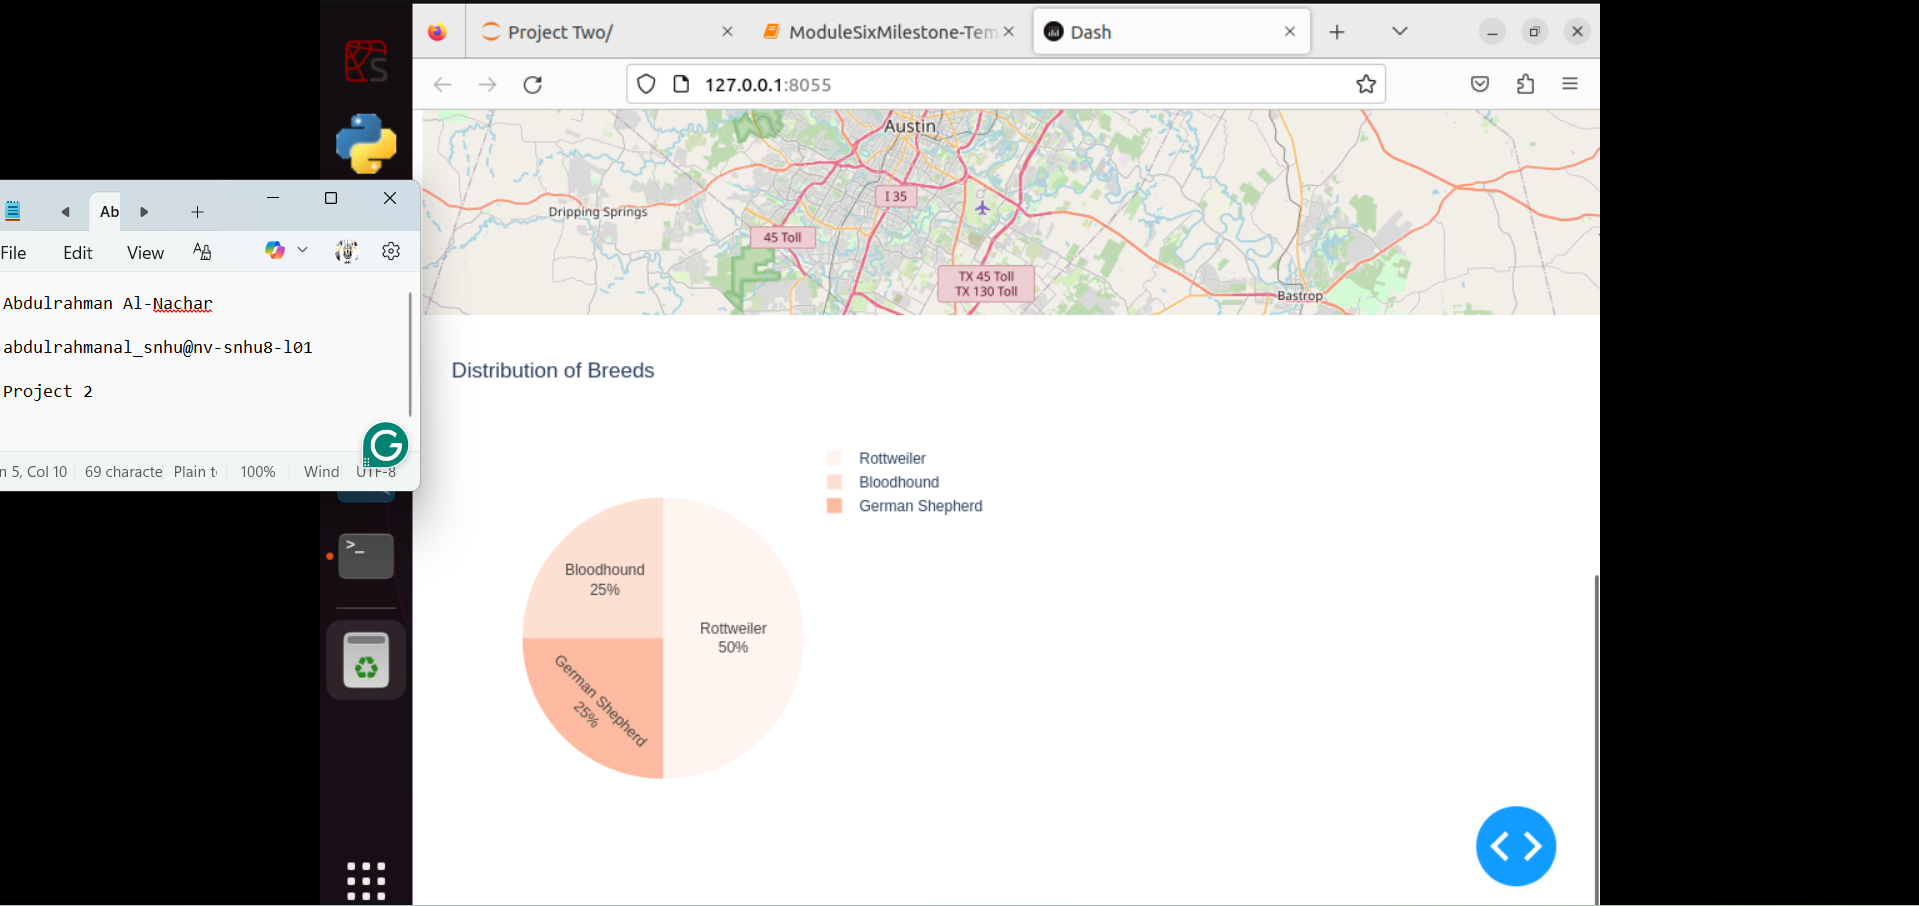 Project Two/
ModuleSixMilestone-Tem
Dash
127.0.0.1:8055
Austin
I 35
Dripping Springs
45 Toll
TX 45 Toll
TX 130 Toll
Bastrop
Ab
File Edit View
Abdulrahman Al-Nachar
abdulrahmanal_snhu@nv-snhu8-l01
Project 2
n 5, Col 10 69 characte Plain t 100% Wind UTF-8
Distribution of Breeds
Rottweiler
Bloodhound
German Shepherd
Bloodhound
25%
Rottweiler
50%
German Shepherd
25%